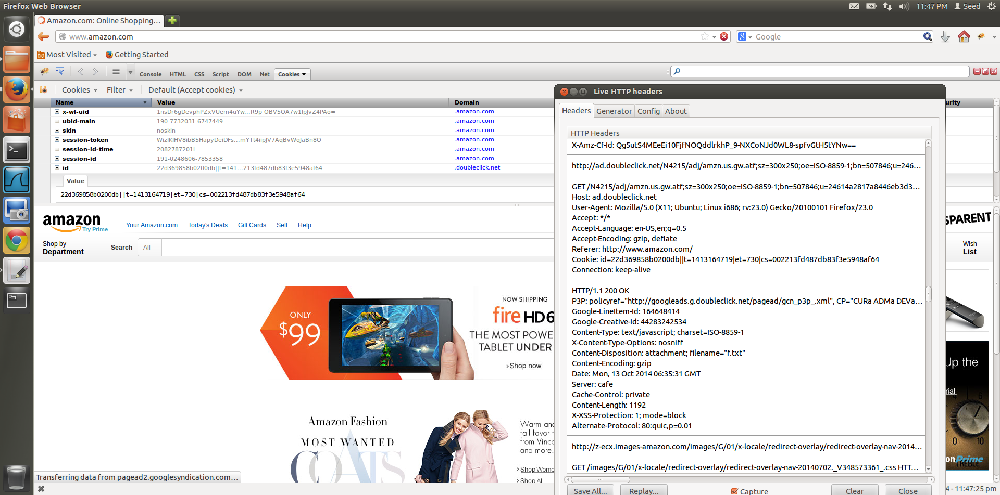 Firefox Web Browser
11:47 PM
Seed
Amazon.com: Online Shopping...
www.amazon.com
Google
Most Visited
Getting Started
Console
HTML
CSS
Script
DOM
Net
Cookies
Cookies
Filter
Default (Accept cookies)
Name
Value
Domain
urity
x-wl-uid
1nsDr6gDevphPZxVUem4uYw...R9p QBV5OA7w1lpJvZ4PAo=
.amazon.com
ubid-main
190-7732031-6747449
.amazon.com
skin
noskin
.amazon.com
session-token
WizIKIHV8ibB5HapyDeiDFs...mYTt4iipJV7AqBvWqJaBn8O
.amazon.com
session-id-time
2082787201l
.amazon.com
session-id
191-0248606-7853358
.amazon.com
id
22d369858b0200db||t=141...213fd487db83f3e5948af64
.doubleclick.net
Value
22d369858b0200db||t=1413164719|et=730|cs=002213fd487db83f3e5948af64
amazon
Try Prime
Your Amazon.com
Today's Deals
Gift Cards
Sell
Help
Shop by
Department
Search
All
SPARENT
Wish
List
ONLY
$99
NOW SHIPPING
fire HD6
THE MOST POWE
TABLET UNDER
Shop now
Amazon Fashion
MOST WANTED
COATS
Warm and
fall favorit
from Vince
and more.
Shop Wome
Shop All
Up the
rial
4
6
0
10
TREBLE
onPrime
Live HTTP headers
Headers
Generator
Config
About
HTTP Headers
X-Amz-Cf-Id: Qg5utS4MEeEi10FjfNOQddlrkhP_9-NXCoNJd0WL8-spfvGtH5tYNw==
http://ad.doubleclick.net/N4215/adj/amzn.us.gw.atf;sz=300x250;oe=ISO-8859-1;bn=507846;u=246...
GET /N4215/adj/amzn.us.gw.atf;sz=300x250;oe=ISO-8859-1;bn=507846;u=24614a2817a8446eb3d3...
Host: ad.doubleclick.net
User-Agent: Mozilla/5.0 (X11; Ubuntu; Linux i686; rv:23.0) Gecko/20100101 Firefox/23.0
Accept: */*
Accept-Language: en-US,en;q=0.5
Accept-Encoding: gzip, deflate
Referer: http://www.amazon.com/
Cookie: id=22d369858b0200db||t=1413164719|et=730|cs=002213fd487db83f3e5948af64
Connection: keep-alive
HTTP/1.1 200 OK
P3P: policyref="http://googleads.g.doubleclick.net/pagead/gcn_p3p_.xml", CP="CURa ADMa DEVa...
Google-LineItem-Id: 164648414
Google-Creative-Id: 44283242534
Content-Type: text/javascript; charset=ISO-8859-1
X-Content-Type-Options: nosniff
Content-Disposition: attachment; filename="f.txt"
Content-Encoding: gzip
Date: Mon, 13 Oct 2014 06:35:31 GMT
Server: cafe
Cache-Control: private
Content-Length: 1192
X-XSS-Protection: 1; mode=block
Alternate-Protocol: 80:quic,p=0.01
http://z-ecx.images-amazon.com/images/G/01/x-locale/redirect-overlay/redirect-overlay-nav-2014...
GET /images/G/01/x-locale/redirect-overlay/redirect-overlay-nav-20140702._V348573361_.css HTT...
Save All...
Replay...
Capture
Clear
Close
Transferring data from pagead2.googlesyndication.com...
4 - 11:47:25 pm